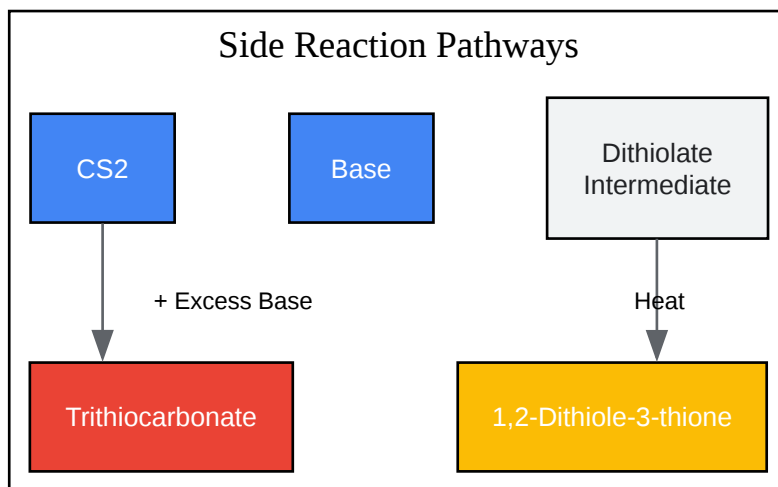 Side Reaction Pathways
CS2
Base
Dithiolate
Intermediate
+ Excess Base
Heat
Trithiocarbonate
1,2-Dithiole-3-thione